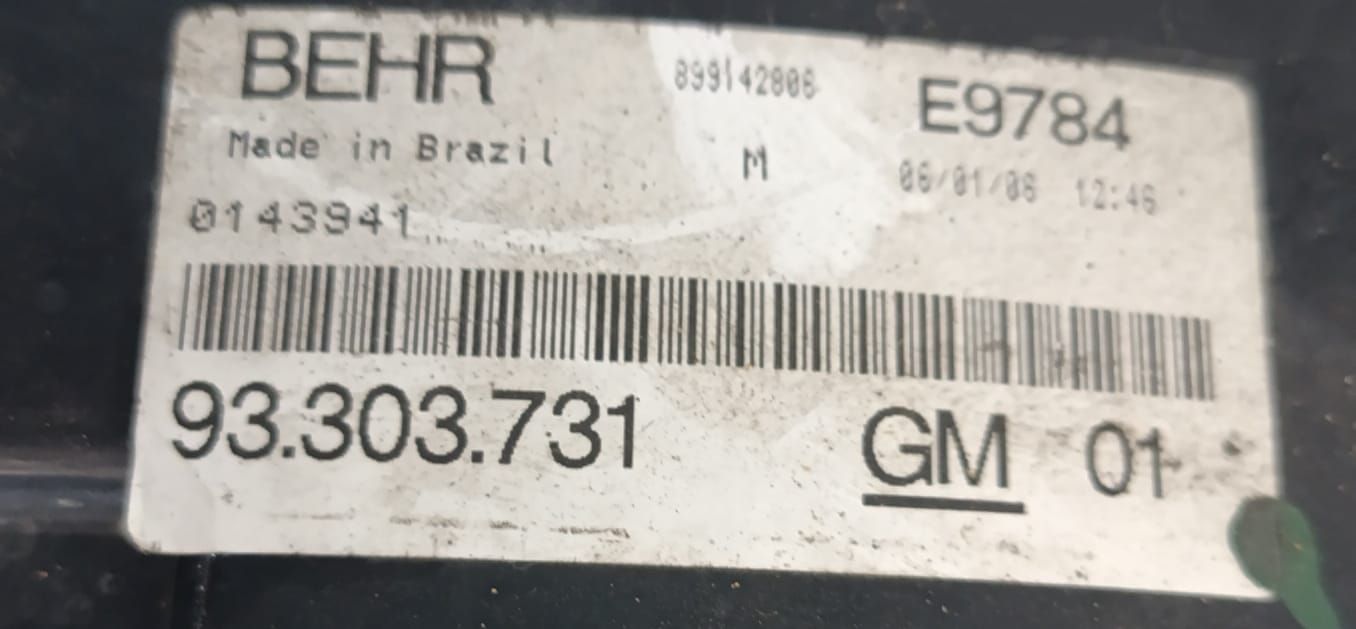 BEHR
899142806
E9784
Made in Brazil
M
06/01/06 12:46
0143941
93.303.731
GM 01